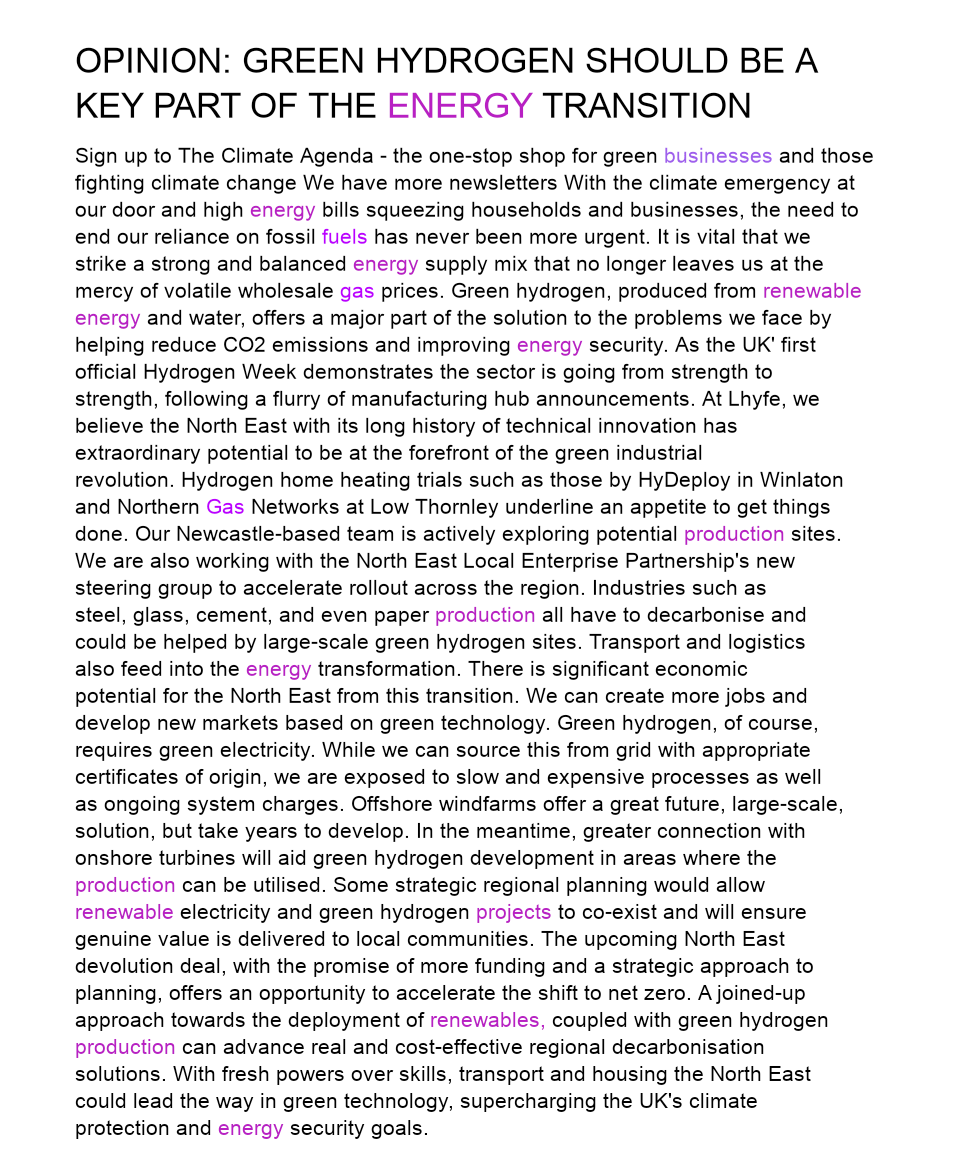 OPINION: GREEN HYDROGEN SHOULD BE A
KEY PART OF THE ENERGY TRANSITION
Sign up to The Climate Agenda - the one-stop shop for green businesses and those
fighting climate change We have more newsletters With the climate emergency at
our door and high energy bills squeezing households and businesses, the need to
end our reliance on fossil fuels has never been more urgent. It is vital that we
strike a strong and balanced energy supply mix that no longer leaves us at the
mercy of volatile wholesale gas prices. Green hydrogen, produced from renewable
energy and water, offers a major part of the solution to the problems we face by
helping reduce CO2 emissions and improving energy security. As the UK' first
official Hydrogen Week demonstrates the sector is going from strength to
strength, following a flurry of manufacturing hub announcements. At Lhyfe, we
believe the North East with its long history of technical innovation has
extraordinary potential to be at the forefront of the green industrial
revolution. Hydrogen home heating trials such as those by HyDeploy in Winlaton
and Northern Gas Networks at Low Thornley underline an appetite to get things
done. Our Newcastle-based team is actively exploring potential production sites.
We are also working with the North East Local Enterprise Partnership's new
steering group to accelerate rollout across the region. Industries such as
steel, glass, cement, and even paper production all have to decarbonise and
could be helped by large-scale green hydrogen sites. Transport and logistics
also feed into the energy transformation. There is significant economic
potential for the North East from this transition. We can create more jobs and
develop new markets based on green technology. Green hydrogen, of course,
requires green electricity. While we can source this from grid with appropriate
certificates of origin, we are exposed to slow and expensive processes as well
as ongoing system charges. Offshore windfarms offer a great future, large-scale,
solution, but take years to develop. In the meantime, greater connection with
onshore turbines will aid green hydrogen development in areas where the
production can be utilised. Some strategic regional planning would allow
renewable electricity and green hydrogen projects to co-exist and will ensure
genuine value is delivered to local communities. The upcoming North East
devolution deal, with the promise of more funding and a strategic approach to
planning, offers an opportunity to accelerate the shift to net zero. A joined-up
approach towards the deployment of renewables, coupled with green hydrogen
production can advance real and cost-effective regional decarbonisation
solutions. With fresh powers over skills, transport and housing the North East
could lead the way in green technology, supercharging the UK's climate
protection and energy security goals.